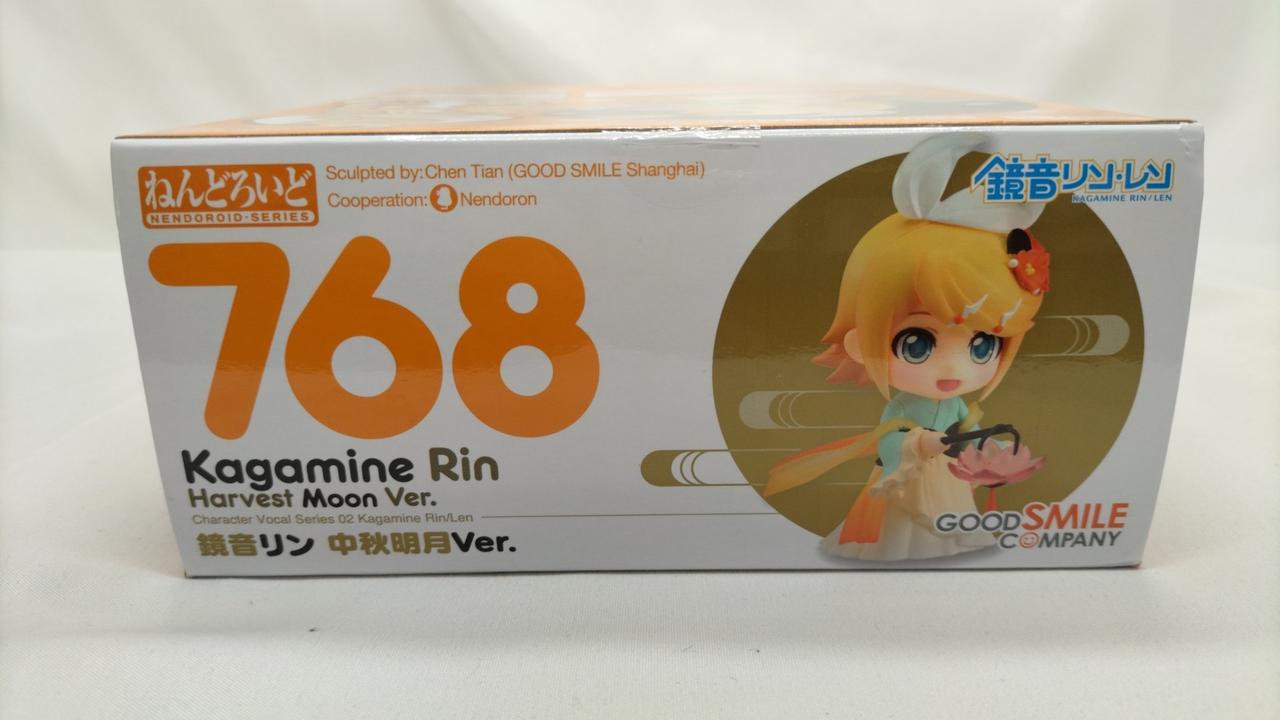 ねんどろいど
NENDOROID-SERIES
Sculpted by: Chen Tian (GOOD SMILE Shanghai)
Cooperation: Nendoron
鏡音リン・レン
KAGAMINE RIN/LEN
768
Kagamine Rin
Harvest Moon Ver.
Character Vocal Series 02 Kagamine Rin/Len
鏡音リン 中秋明月Ver.
GOOD SMILE
COMPANY